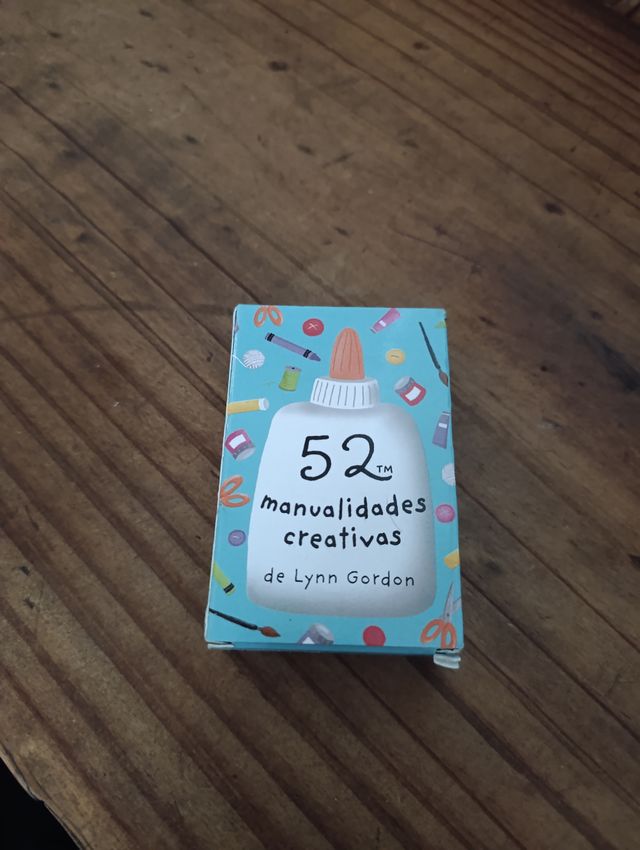 52™
manualidades
creativas
de Lynn Gordon